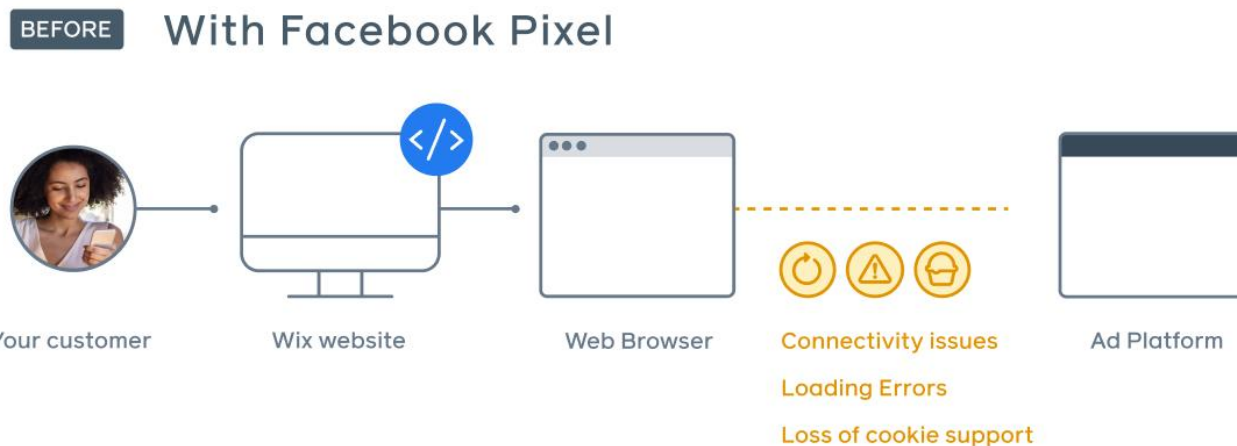 BEFORE With Facebook Pixel
</>
Your customer
Wix website
Web Browser
Connectivity issues
Loading Errors
Loss of cookie support
Ad Platform